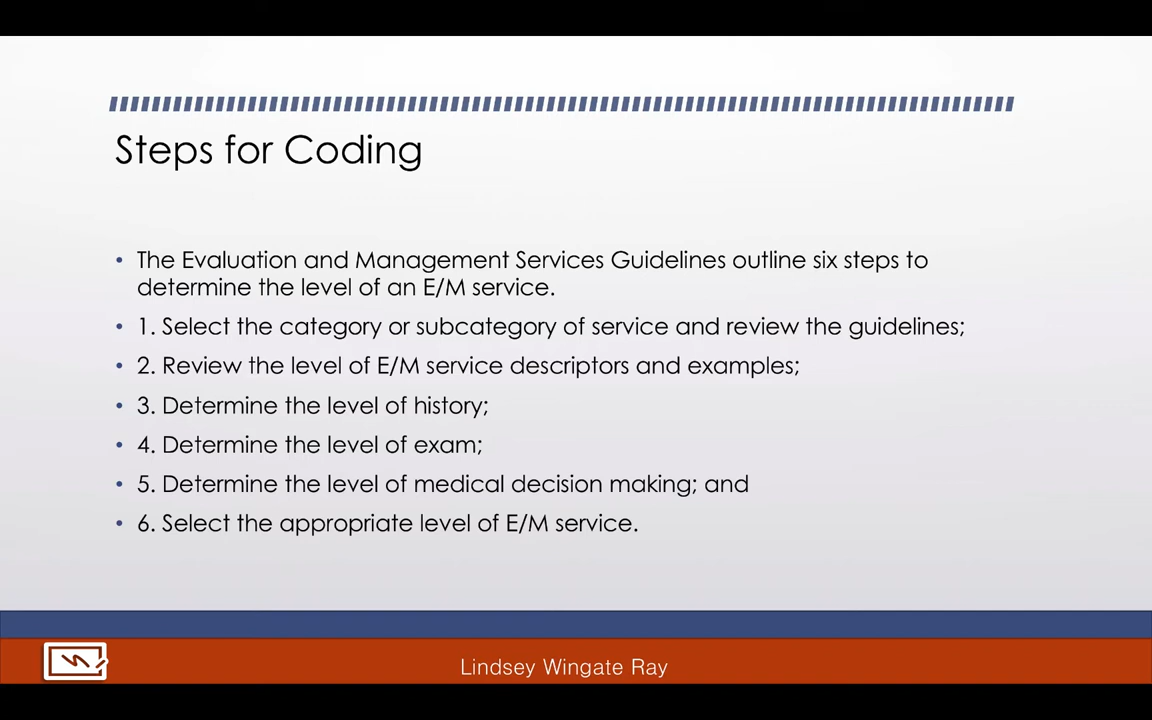 Steps for Coding
• The Evaluation and Management Services Guidelines outline six steps to
determine the level of an E/M service.
• 1. Select the category or subcategory of service and review the guidelines;
• 2. Review the level of E/M service descriptors and examples;
• 3. Determine the level of history;
• 4. Determine the level of exam;
• 5. Determine the level of medical decision making; and
• 6. Select the appropriate level of E/M service.
Lindsey Wingate Ray